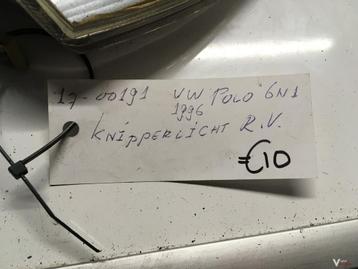 17-00191 VW POLO 6N1
1996
KNIPPERLICHT R.V.
€10